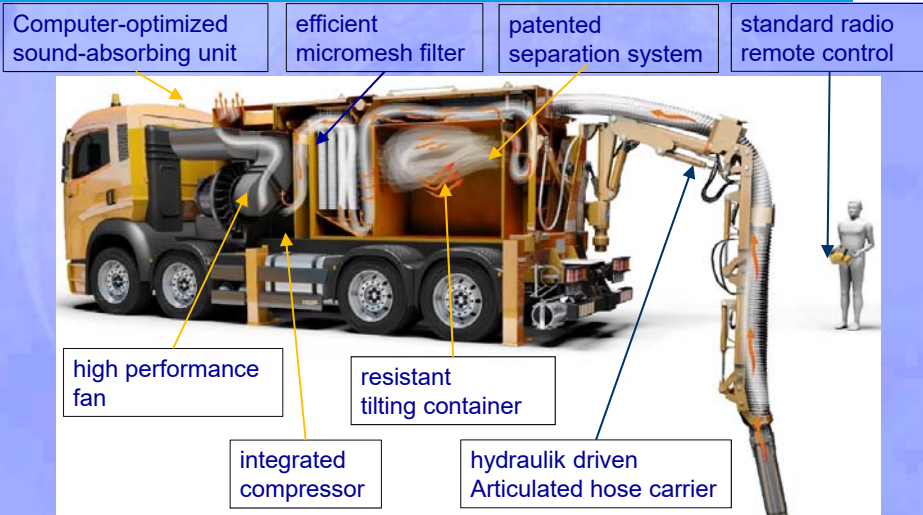 Computer-optimized
sound-absorbing unit
efficient
micromesh filter
patented
separation system
standard radio
remote control
high performance
fan
resistant
tilting container
integrated
compressor
hydraulik driven
Articulated hose carrier